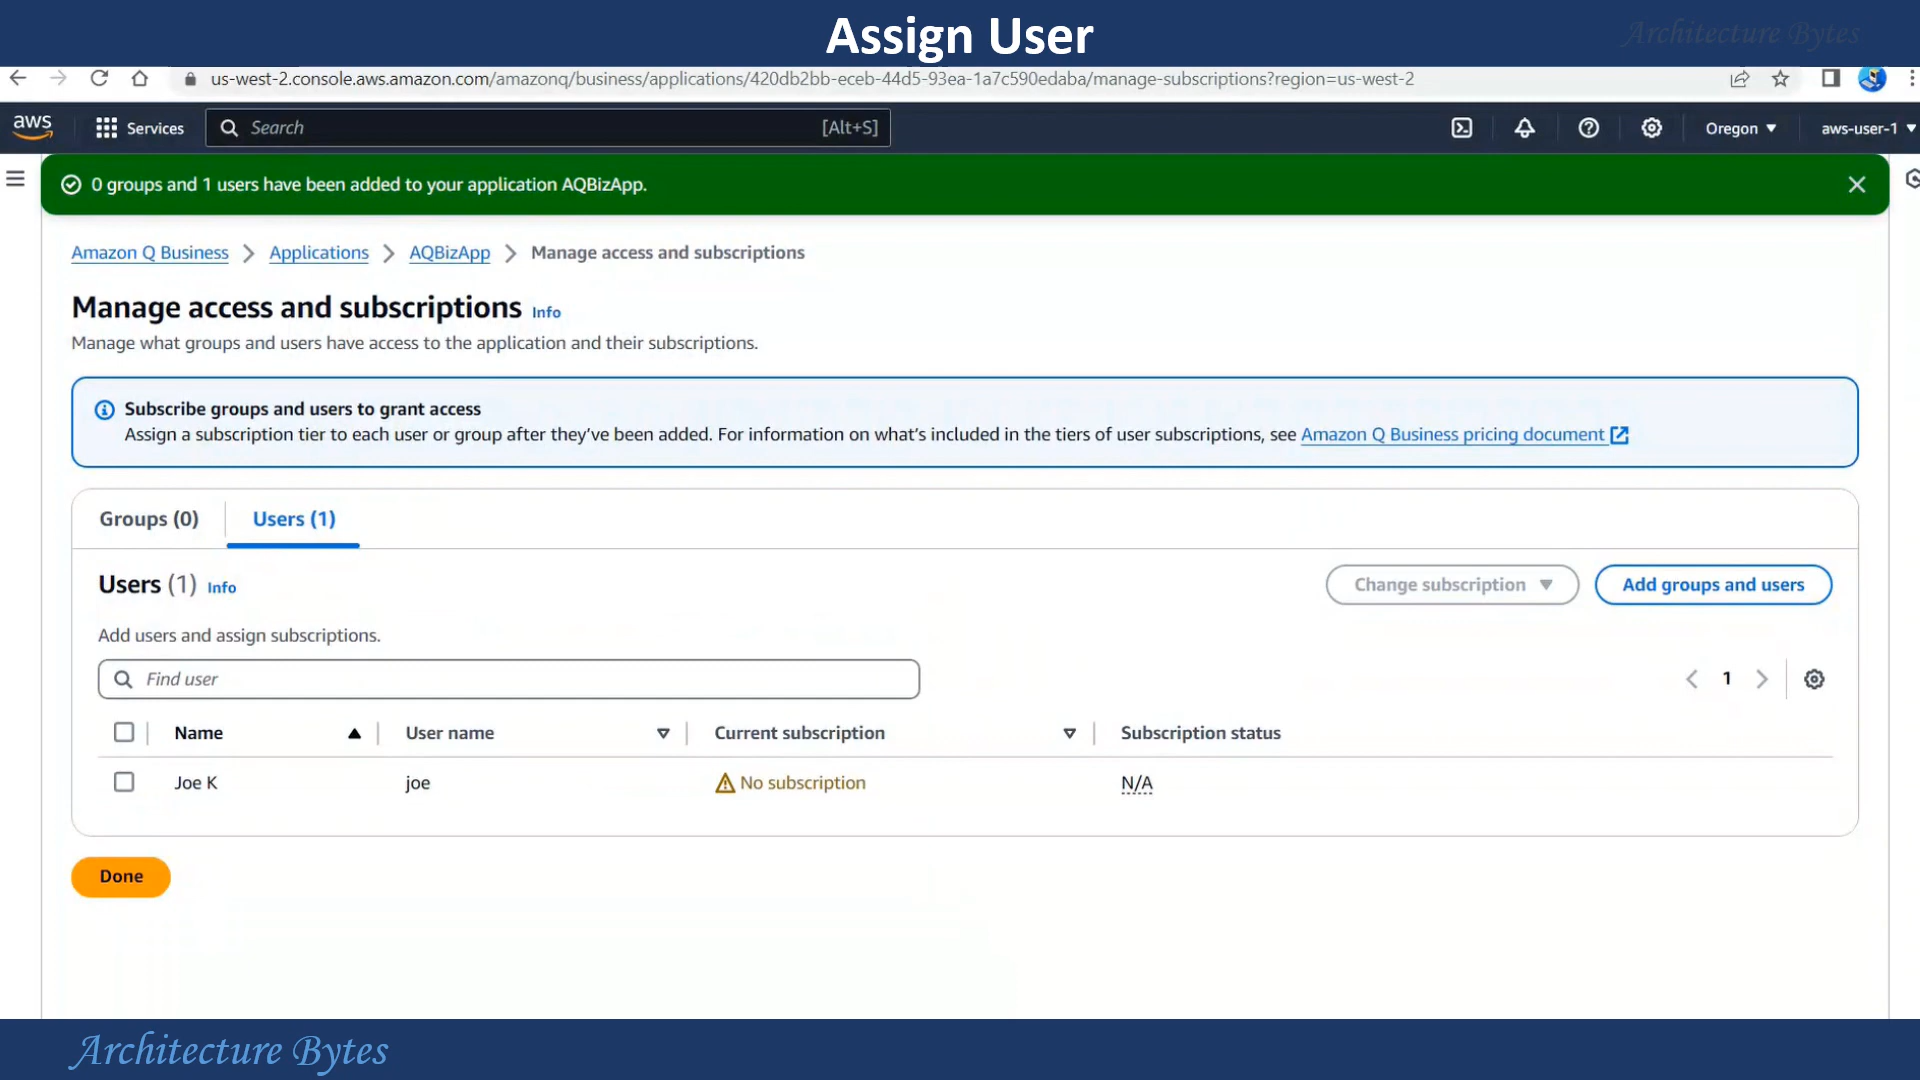 Assign User
Architecture Bytes
us-west-2.console.aws.amazon.com/amazonq/business/applications/420db2bb-eceb-44d5-93ea-1a7c590edaba/manage-subscriptions?region=us-west-2
aws Services Search [Alt+S] Oregon aws-user-1
0 groups and 1 users have been added to your application AQBizApp.
Amazon Q Business Applications AQBizApp Manage access and subscriptions
Manage access and subscriptions Info
Manage what groups and users have access to the application and their subscriptions.
Subscribe groups and users to grant access
Assign a subscription tier to each user or group after they've been added. For information on what's included in the tiers of user subscriptions, see Amazon Q Business pricing document
Groups (0) Users (1)
Users (1) Info Change subscription Add groups and users
Add users and assign subscriptions.
Find user 1
Name User name Current subscription Subscription status
Joe K joe No subscription N/A
Done
Architecture Bytes